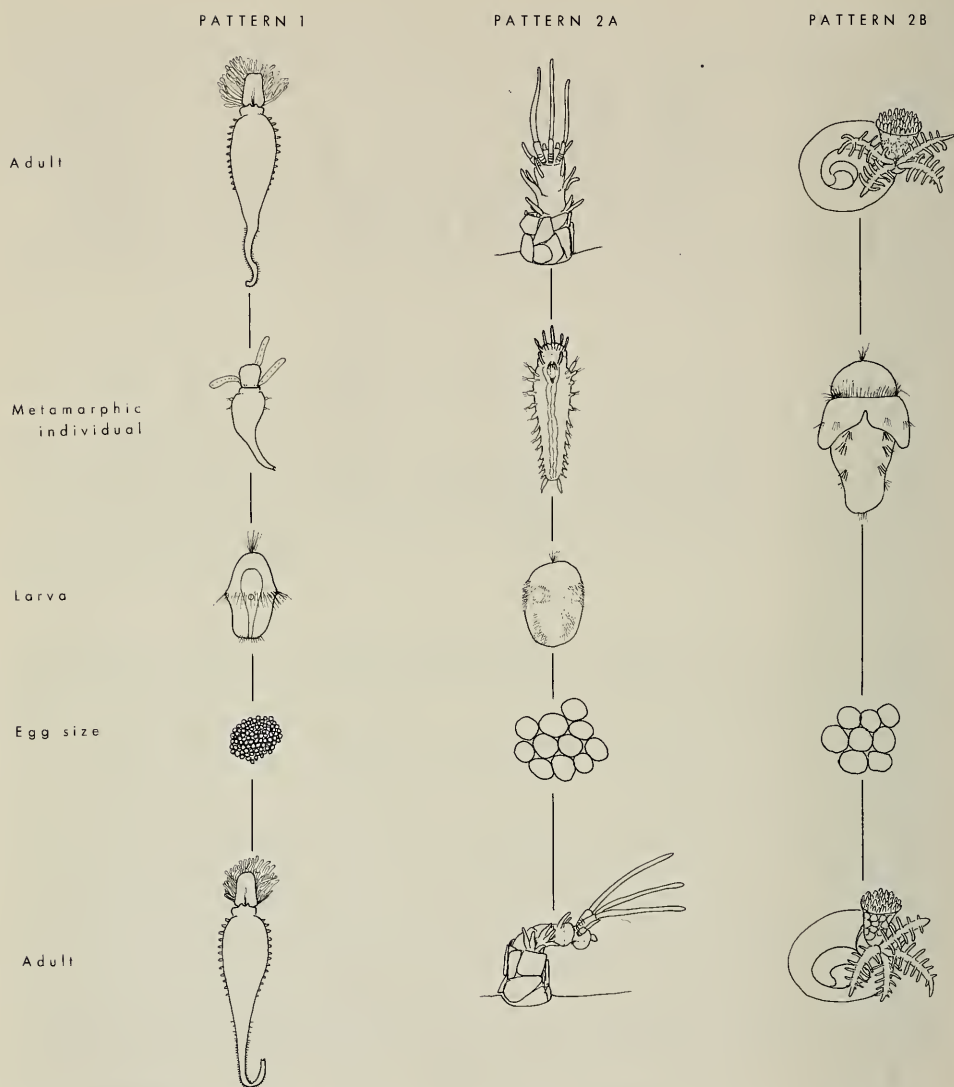 PATTERN 1
PATTERN 2A
PATTERN 2B
Adult
Metamarphic
individual
Larva
Egg size
Adult